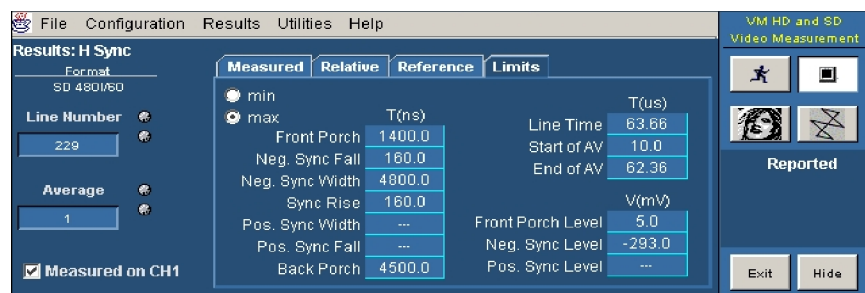 File Configuration Results Utilities Help
VM HD and SD
Video Measurement
Results: H Sync
Format
SD 480I/60
Line Number
229
Average
1
Measured on CH1
Measured Relative Reference Limits
min
max
T(ns)
Front Porch 1400.0
Neg. Sync Fall 160.0
Neg. Sync Width 4800.0
Sync Rise 160.0
Pos. Sync Width ---
Pos. Sync Fall ---
Back Porch 4500.0
T(us)
Line Time 63.66
Start of AV 10.0
End of AV 62.36
V(mV)
Front Porch Level 5.0
Neg. Sync Level -293.0
Pos. Sync Level ---
Reported
Exit Hide